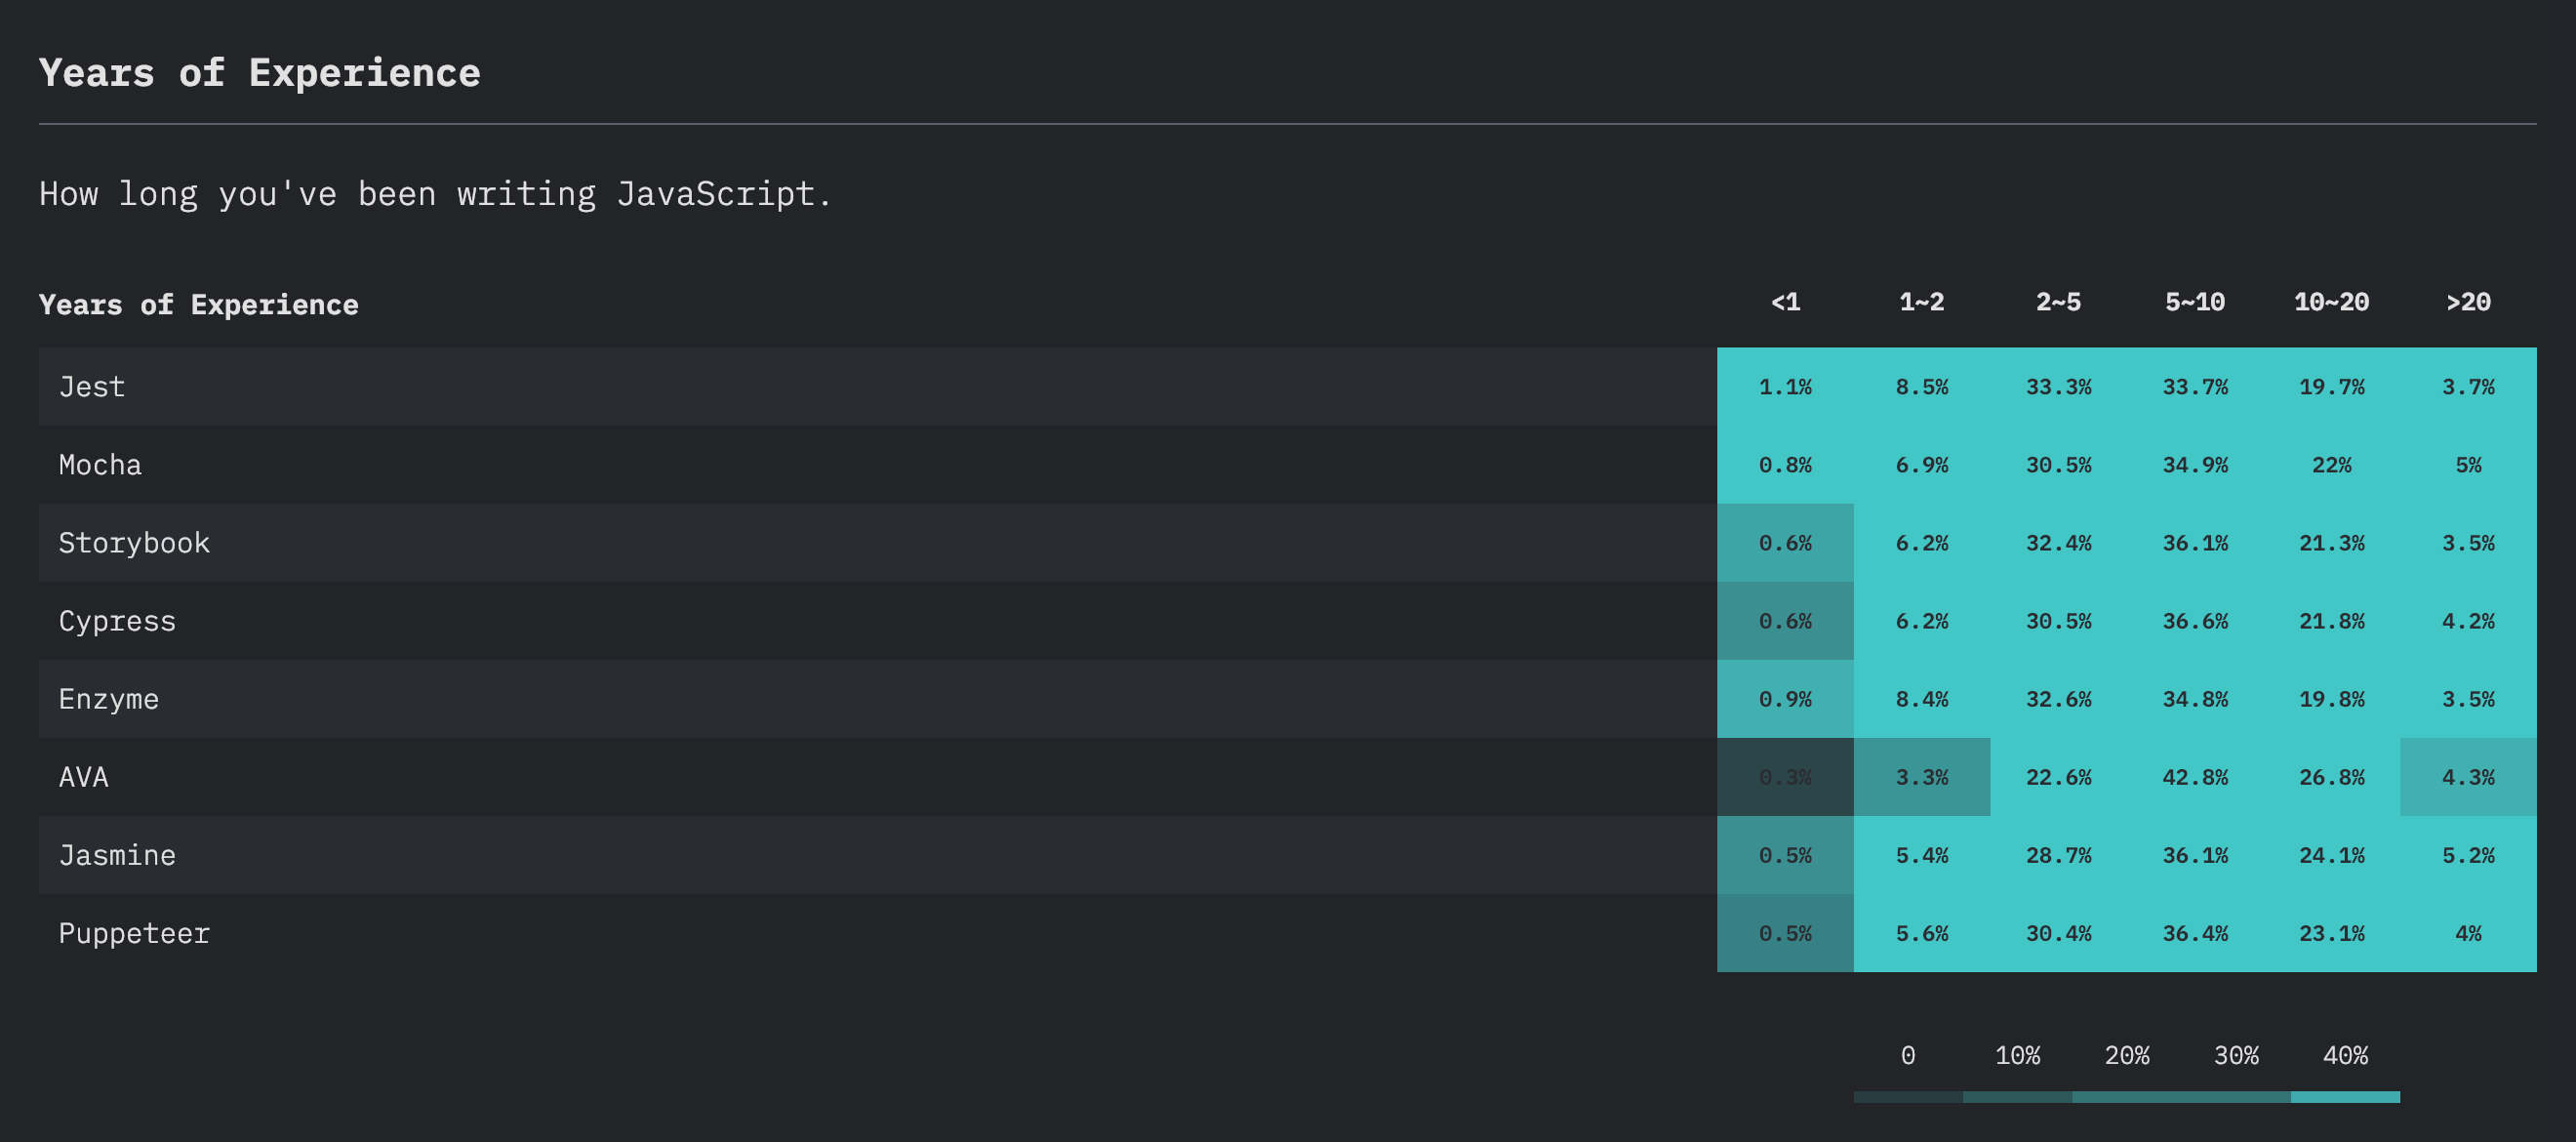 Years of Experience
How long you've been writing JavaScript.
Years of Experience <1 1~2 2~5 5~10 10~20 >20
Jest 1.1% 8.5% 33.3% 33.7% 19.7% 3.7%
Mocha 0.8% 6.9% 30.5% 34.9% 22% 5%
Storybook 0.6% 6.2% 32.4% 36.1% 21.3% 3.5%
Cypress 0.6% 6.2% 30.5% 36.6% 21.8% 4.2%
Enzyme 0.9% 8.4% 32.6% 34.8% 19.8% 3.5%
AVA 0.3% 3.3% 22.6% 42.8% 26.8% 4.3%
Jasmine 0.5% 5.4% 28.7% 36.1% 24.1% 5.2%
Puppeteer 0.5% 5.6% 30.4% 36.4% 23.1% 4%
0 10% 20% 30% 40%